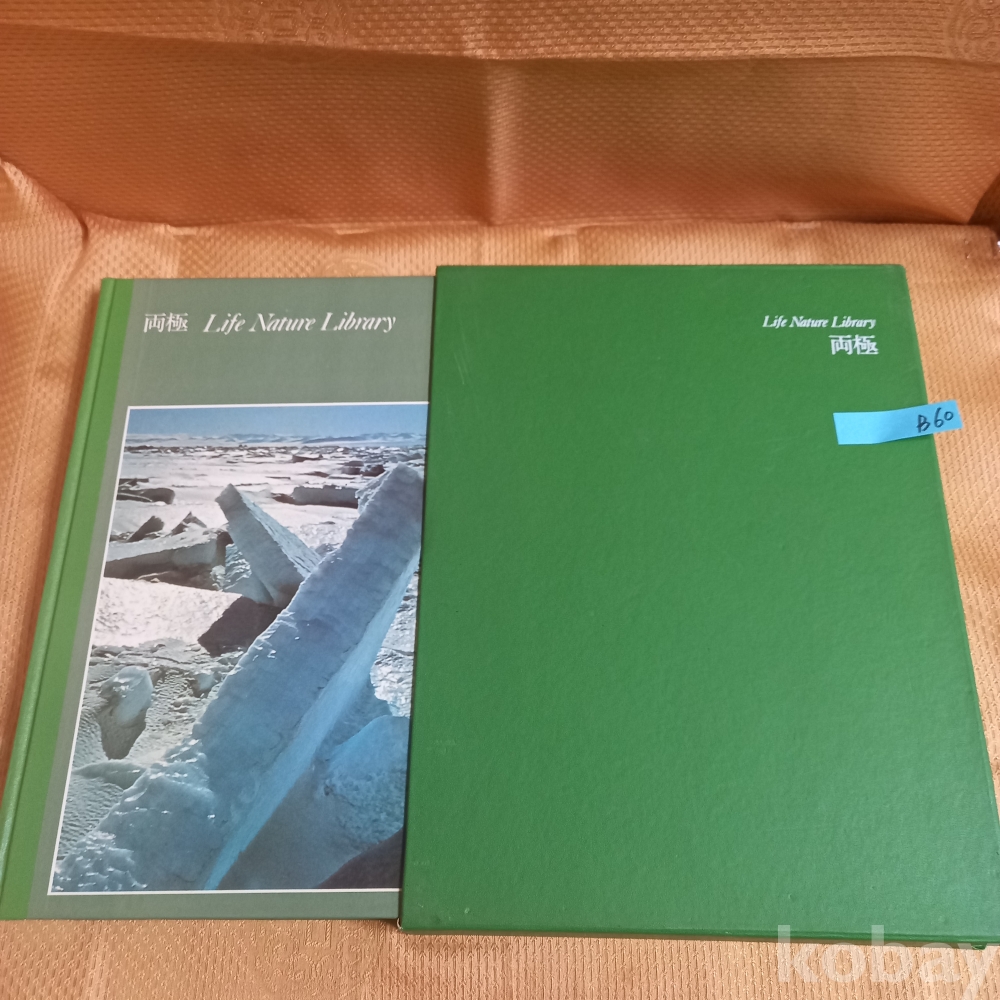 両極 Life Nature Library
Life Nature Library
両極
B60
kobay